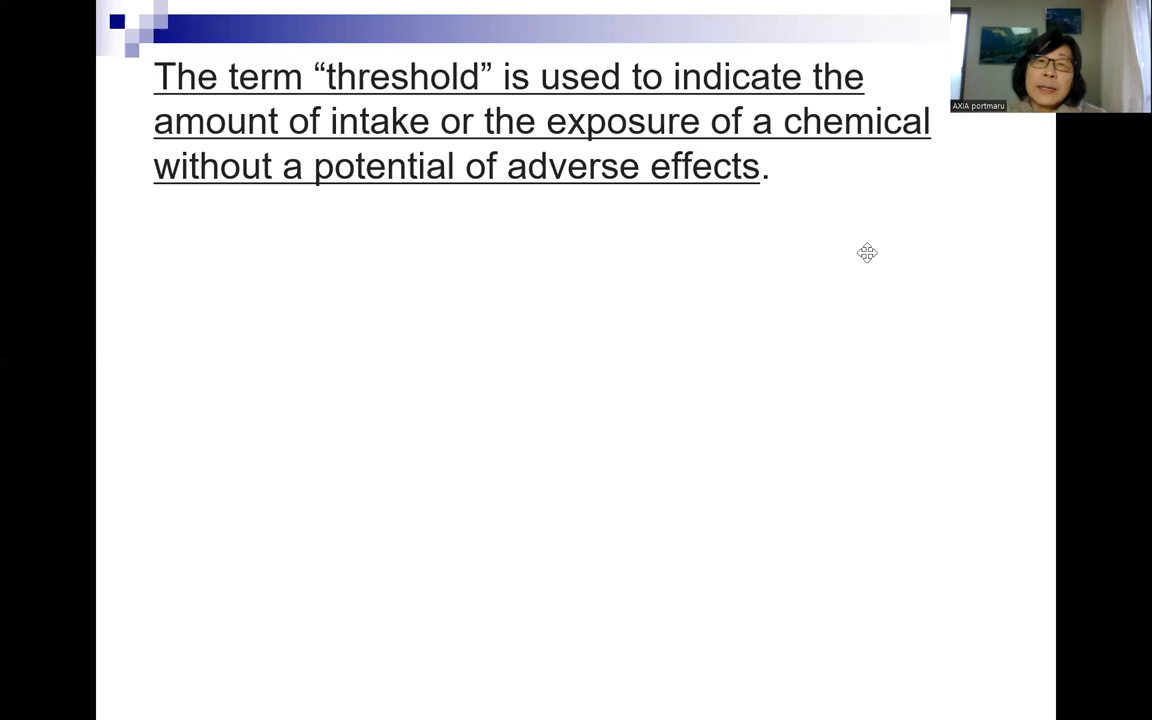 The term “threshold” is used to indicate the
amount of intake or the exposure of a chemical
without a potential of adverse effects.
AXIA portmaru